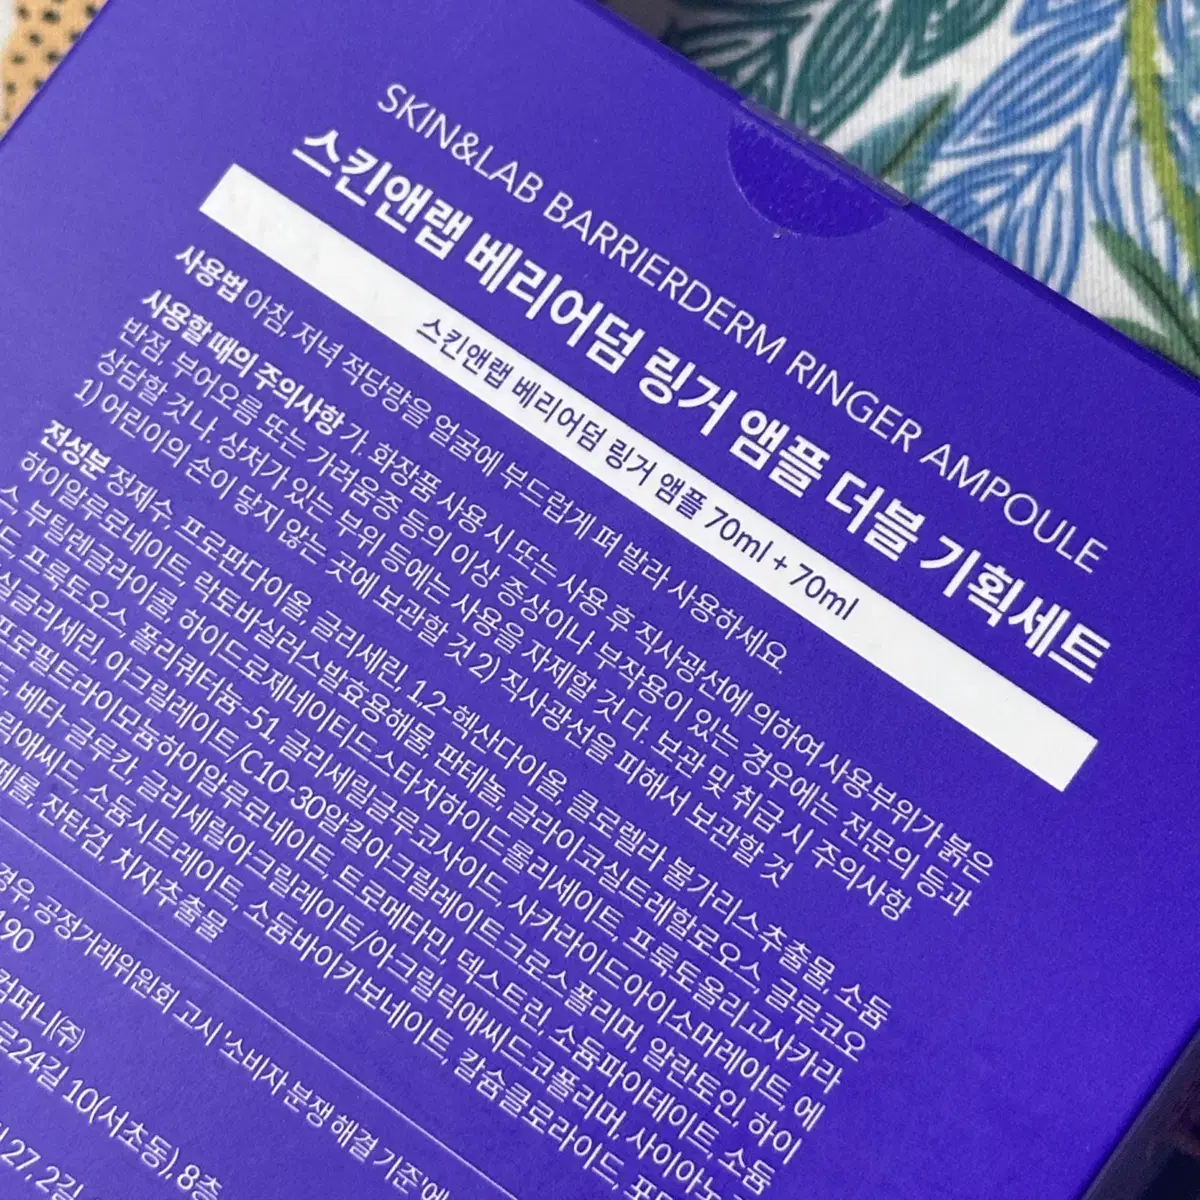 SKIN&LAB BARRIERDERM RINGER AMPOULE
스킨앤랩 베리어덤 링거 앰플 더블 기획세트
스킨앤랩 베리어덤 링거 앰플 70ml + 70ml
사용법 아침, 저녁 적당량을 얼굴에 부드럽게 펴 발라 사용하세요.
사용할 때의 주의사항 가. 화장품 사용 시 또는 사용 후 직사광선에 의하여 사용부위가 붉은
반점, 부어오름 또는 가려움증 등의 이상 증상이나 부작용이 있는 경우에는 전문의 등과
상담할 것 나. 상처가 있는 부위 등에는 사용을 자제할 것 다. 보관 및 취급 시 주의사항
1) 어린이의 손이 닿지 않는 곳에 보관할 것 2) 직사광선을 피해서 보관할 것
전성분 정제수, 프로판다이올, 글리세린, 1,2-헥산다이올, 클로렐라 불가리스추출물, 소듐
하이알루로네이트, 락토바실러스발효용해물, 판테놀, 글라이코실트레할로오스, 글루코오
스, 부틸렌글라이콜, 하이드로제네이티드스타치하이드롤리세이트, 프룩토올리고사카라
드, 프룩토오스, 폴리쿼터늄-51, 글리세릴글루코사이드, 사카라이드아이소머레이트, 에
실글리세린, 아크릴레이트/C10-30알킬아크릴레이트크로스폴리머, 알란토인, 하이
프로필트라이모늄하이알루로네이트, 트로메타민, 덱스트린, 소듐파이테이트, 소듐
베타-글루칸, 글리세릴아크릴레이트/아크릴릭애씨드코폴리머, 사이아노
애씨드, 소듐시트레이트, 소듐바이카보네이트, 칼슘클로라이드, 포
페롤, 잔탄검, 치자추출물
경우, 공정거래위원회 고시 '소비자 분쟁 해결 기준'에
490
컴퍼니(주)
24길 10(서초동), 8층
27, 2길